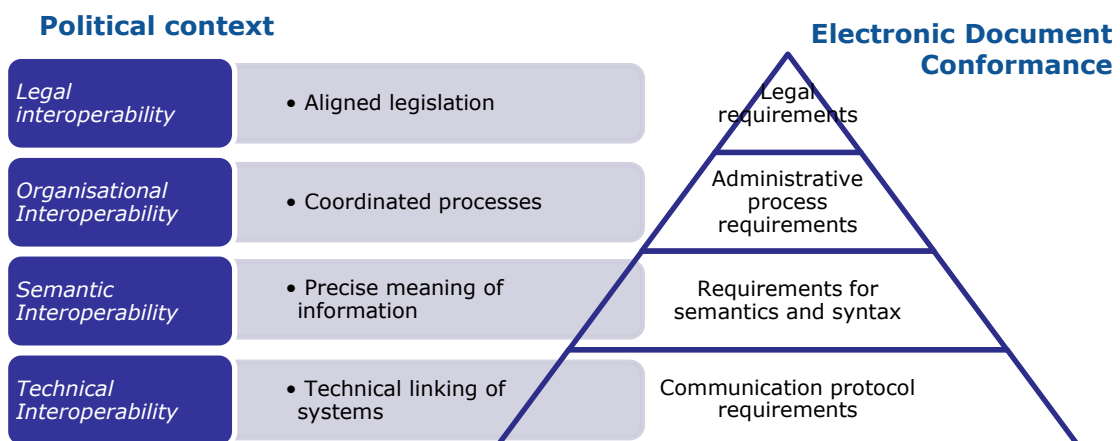 Political context
Electronic Document
Conformance
Legal
interoperability
• Aligned legislation
Legal
requirements
Organisational
Interoperability
• Coordinated processes
Administrative
process
requirements
Semantic
Interoperability
• Precise meaning of
information
Requirements for
semantics and syntax
Technical
Interoperability
• Technical linking of
systems
Communication protocol
requirements